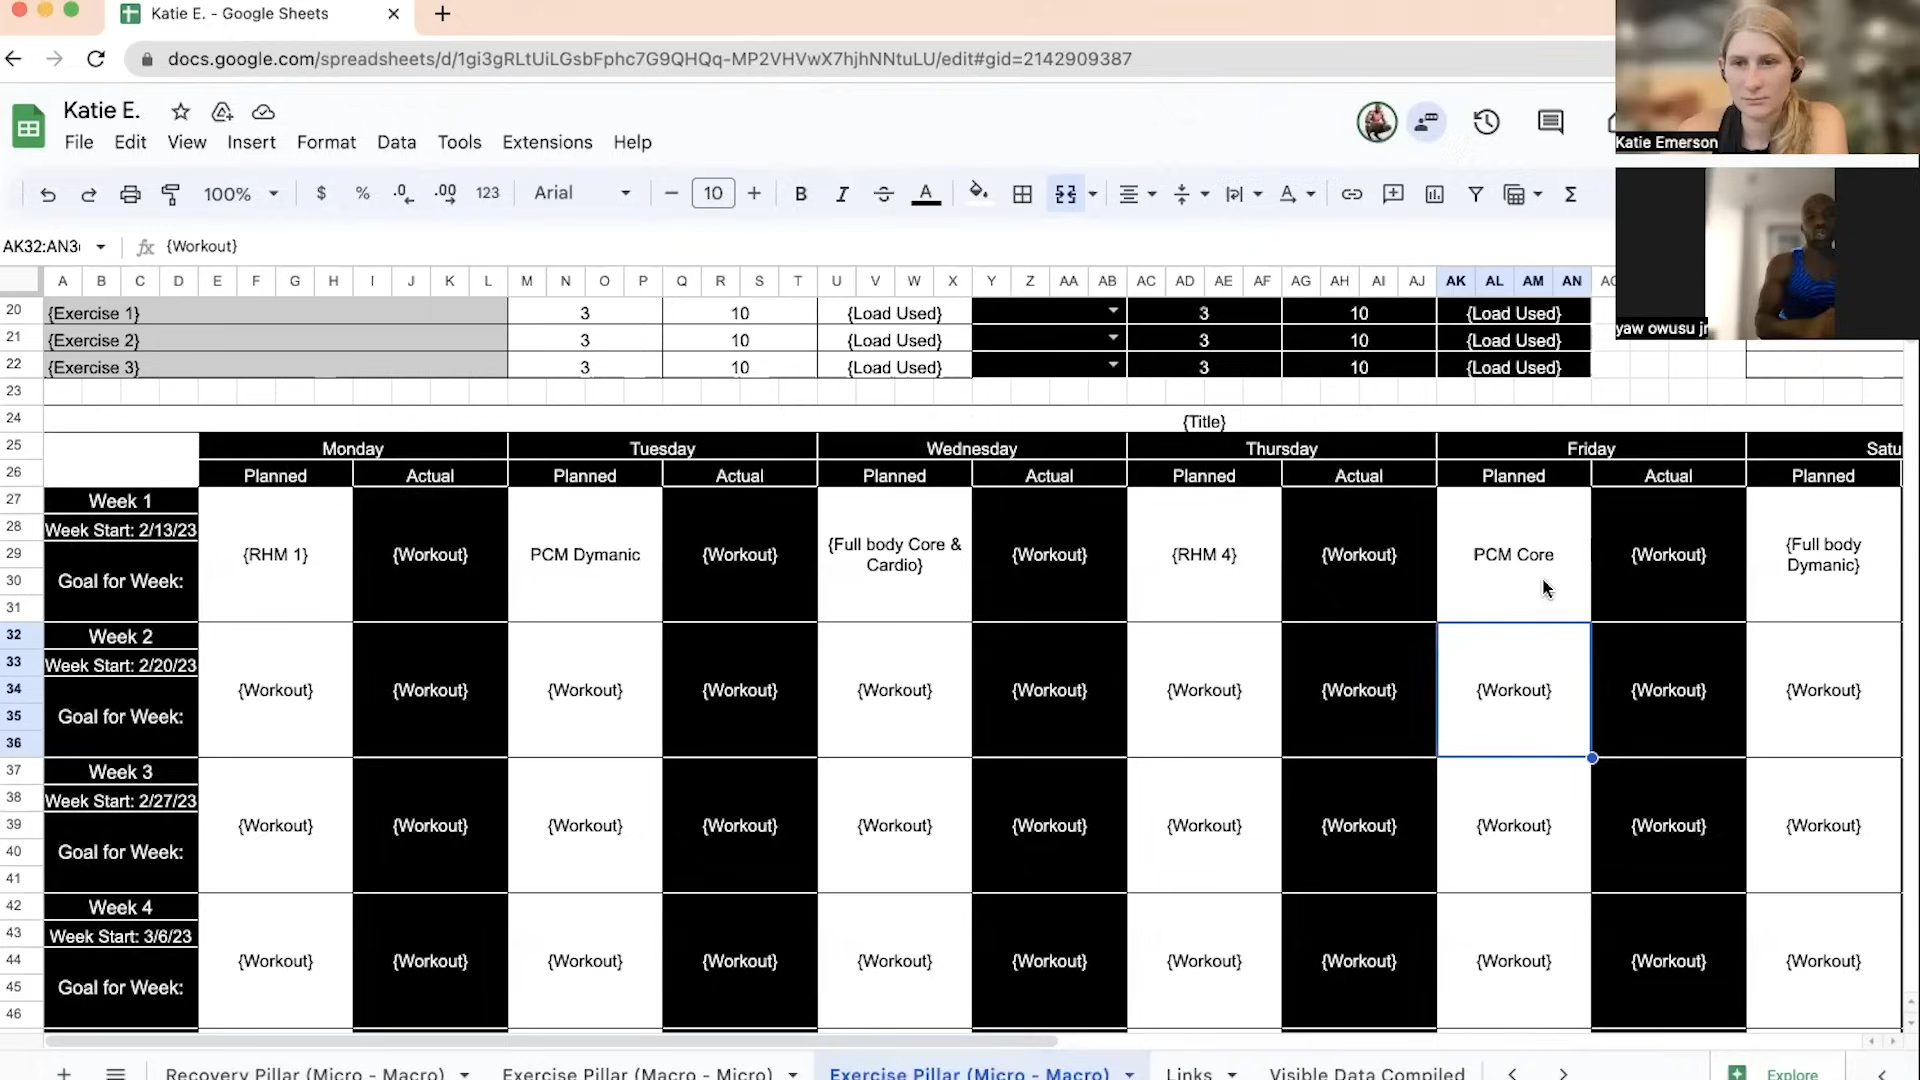 Katie E. - Google Sheets
docs.google.com/spreadsheets/d/1gi3gRLtUiLGsbFphc7G9QHQq-MP2VHVwX7hjhNNtuLU/edit#gid=2142909387
Katie E.
File Edit View Insert Format Data Tools Extensions Help
100% $ % .0 .00 123 Arial 10 B I S A Σ
AK32:AN3 fx {Workout}
A B C D E F G H I J K L M N O P Q R S T U V W X Y Z AA AB AC AD AE AF AG AH AI AJ AK AL AM AN
20 {Exercise 1} 3 10 {Load Used} 3 10 {Load Used}
21 {Exercise 2} 3 10 {Load Used} 3 10 {Load Used}
22 {Exercise 3} 3 10 {Load Used} 3 10 {Load Used}
23
24 {Title}
25 Monday Tuesday Wednesday Thursday Friday Satu
26 Planned Actual Planned Actual Planned Actual Planned Actual Planned Actual Planned
27 Week 1
28 Week Start: 2/13/23
29 {RHM 1} {Workout} PCM Dymanic {Workout} {Full body Core & Cardio} {Workout} {RHM 4} {Workout} PCM Core {Workout} {Full body Dymanic}
30 Goal for Week:
31
32 Week 2
33 Week Start: 2/20/23
34 {Workout} {Workout} {Workout} {Workout} {Workout} {Workout} {Workout} {Workout} {Workout} {Workout} {Workout}
35 Goal for Week:
36
37 Week 3
38 Week Start: 2/27/23
39 {Workout} {Workout} {Workout} {Workout} {Workout} {Workout} {Workout} {Workout} {Workout} {Workout} {Workout}
40 Goal for Week:
41
42 Week 4
43 Week Start: 3/6/23
44 {Workout} {Workout} {Workout} {Workout} {Workout} {Workout} {Workout} {Workout} {Workout} {Workout} {Workout}
45 Goal for Week:
46
Recovery Pillar (Micro - Macro) Exercise Pillar (Macro - Micro) Exercise Pillar (Micro - Macro) Links Visible Data Compiled Explore
Katie Emerson
yaw owusu jr